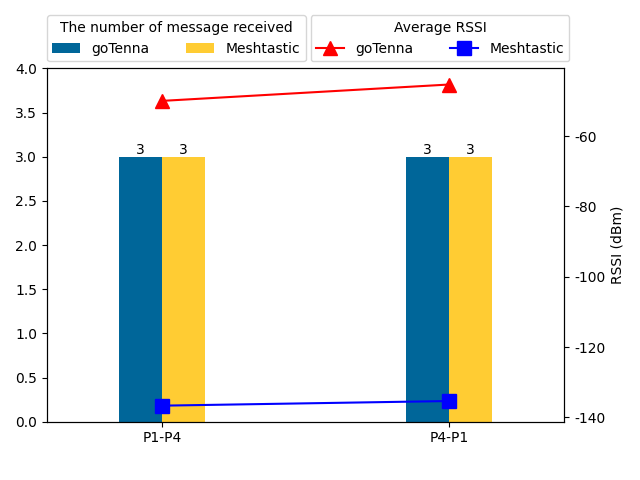 The number of message received
goTenna Meshtastic
Average RSSI
goTenna Meshtastic
4.0
3.5
3.0
2.5
2.0
1.5
1.0
0.5
0.0
3 3 3 3
-60
-80
-100
-120
-140
RSSI (dBm)
P1-P4 P4-P1